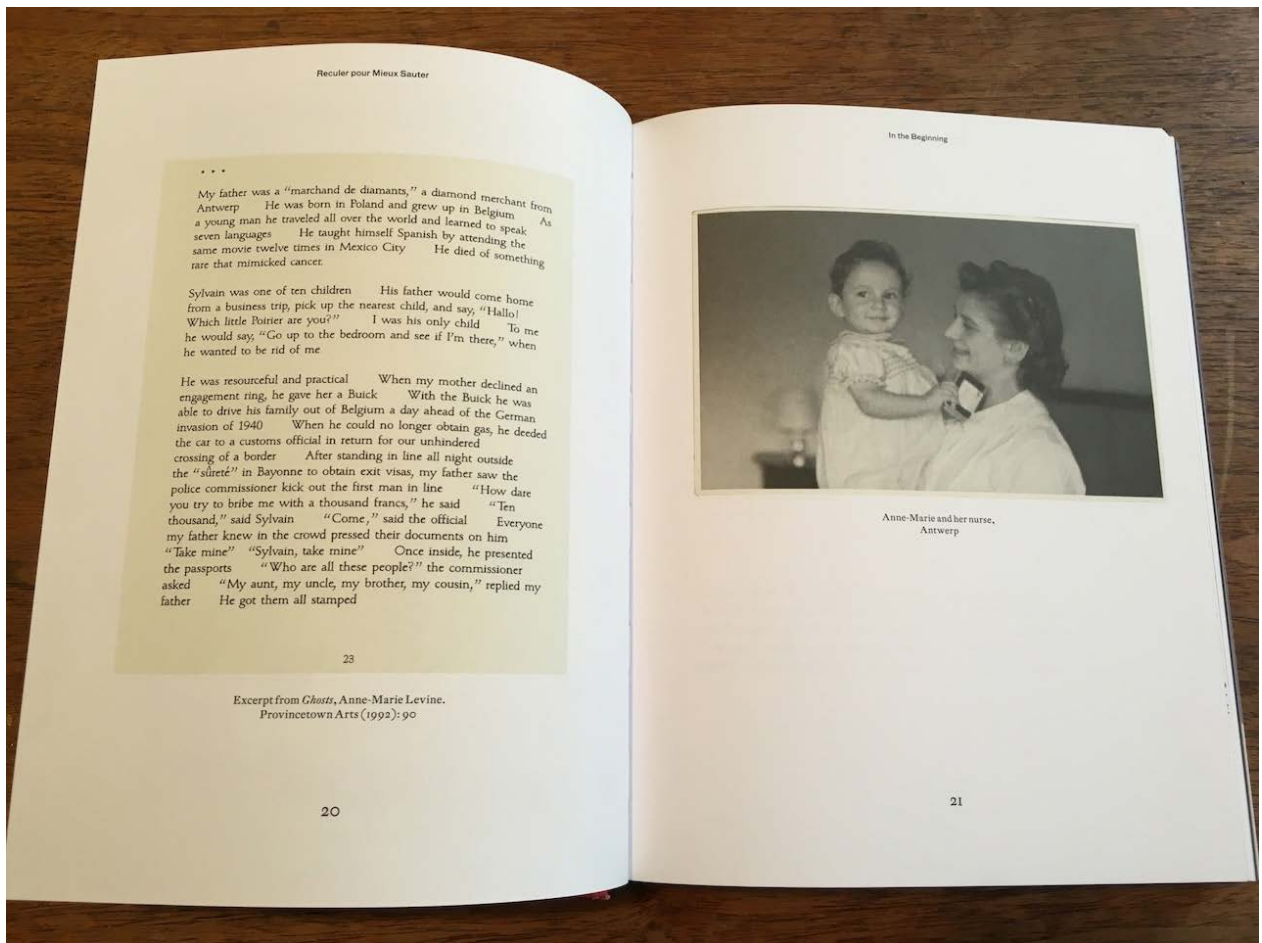 Reculer pour Mieux Sauter
• • •
My father was a “marchand de diamants,” a diamond merchant from
Antwerp He was born in Poland and grew up in Belgium As
a young man he traveled all over the world and learned to speak
seven languages He taught himself Spanish by attending the
same movie twelve times in Mexico City He died of something
rare that mimicked cancer.
Sylvain was one of ten children His father would come home
from a business trip, pick up the nearest child, and say, “Hallo!
Which little Poirier are you?” I was his only child To me
he would say, “Go up to the bedroom and see if I’m there,” when
he wanted to be rid of me
He was resourceful and practical When my mother declined an
engagement ring, he gave her a Buick With the Buick he was
able to drive his family out of Belgium a day ahead of the German
invasion of 1940 When he could no longer obtain gas, he deeded
the car to a customs official in return for our unhindered
crossing of a border After standing in line all night outside
the “sûreté” in Bayonne to obtain exit visas, my father saw the
police commissioner kick out the first man in line “How dare
you try to bribe me with a thousand francs,” he said “Ten
thousand,” said Sylvain “Come,” said the official Everyone
my father knew in the crowd pressed their documents on him
“Take mine” “Sylvain, take mine” Once inside, he presented
the passports “Who are all these people?” the commissioner
asked “My aunt, my uncle, my brother, my cousin,” replied my
father He got them all stamped
23
Excerpt from Ghosts, Anne-Marie Levine.
Provincetown Arts (1992): 90
20
In the Beginning
Anne-Marie and her nurse,
Antwerp
21